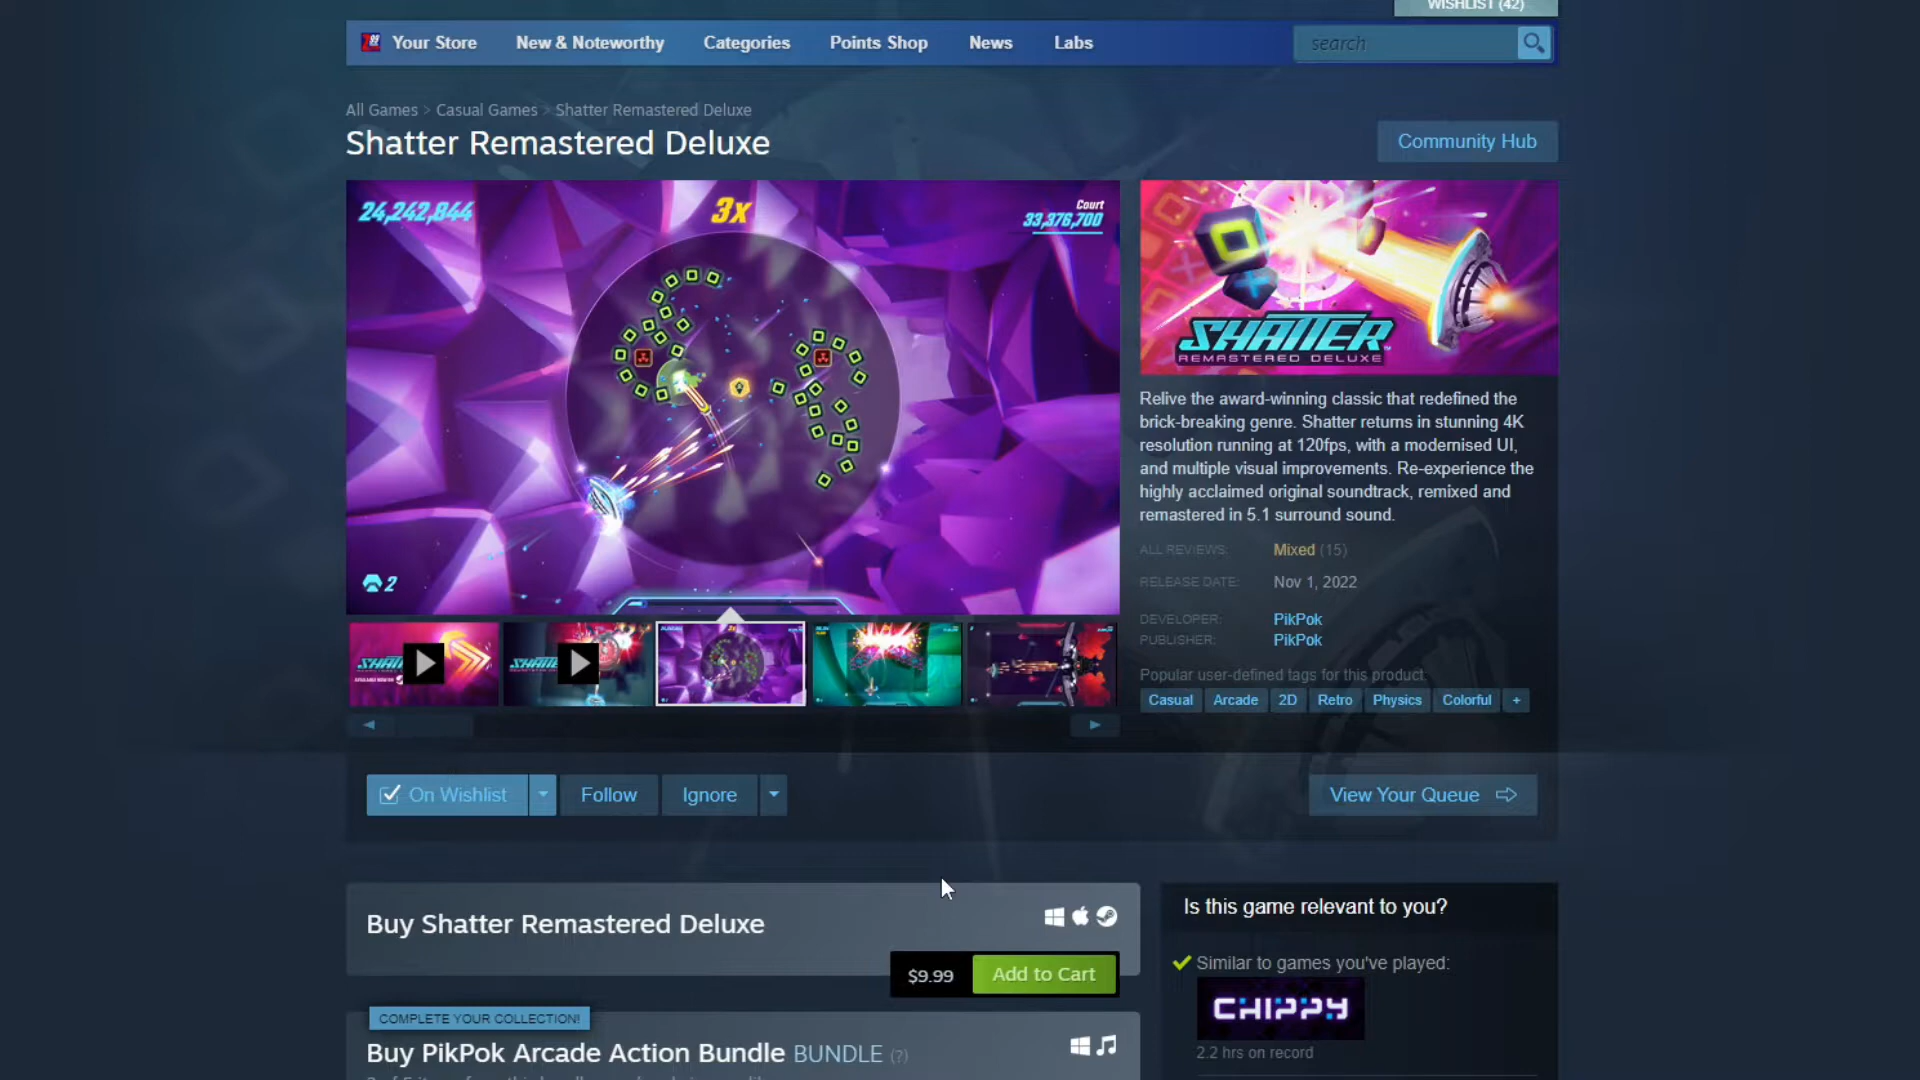 WISHLIST (42)
Your Store
New & Noteworthy
Categories
Points Shop
News
Labs
search
All Games > Casual Games > Shatter Remastered Deluxe
Shatter Remastered Deluxe
Community Hub
24,242,844
3x
Court
33,376,700
2
SHATTER
REMASTERED DELUXE
Relive the award-winning classic that redefined the
brick-breaking genre. Shatter returns in stunning 4K
resolution running at 120fps, with a modernised UI,
and multiple visual improvements. Re-experience the
highly acclaimed original soundtrack, remixed and
remastered in 5.1 surround sound.
ALL REVIEWS: Mixed (15)
RELEASE DATE: Nov 1, 2022
DEVELOPER: PikPok
PUBLISHER: PikPok
Popular user-defined tags for this product:
Casual Arcade 2D Retro Physics Colorful +
On Wishlist
Follow
Ignore
View Your Queue
Buy Shatter Remastered Deluxe
$9.99
Add to Cart
COMPLETE YOUR COLLECTION!
Buy PikPok Arcade Action Bundle BUNDLE (?)
Is this game relevant to you?
Similar to games you've played:
CHIPPY
2.2 hrs on record